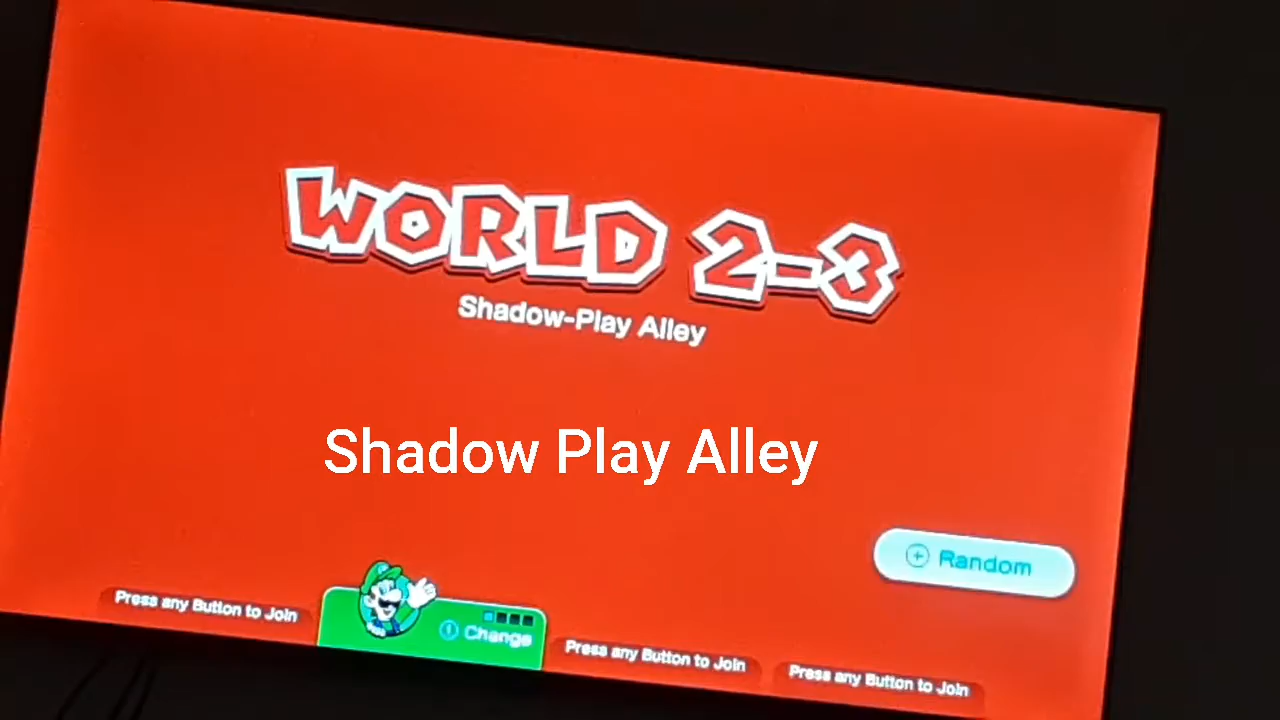 WORLD 2-3
Shadow-Play Alley
Shadow Play Alley
Random
Press any Button to Join
Change
Press any Button to Join
Press any Button to Join